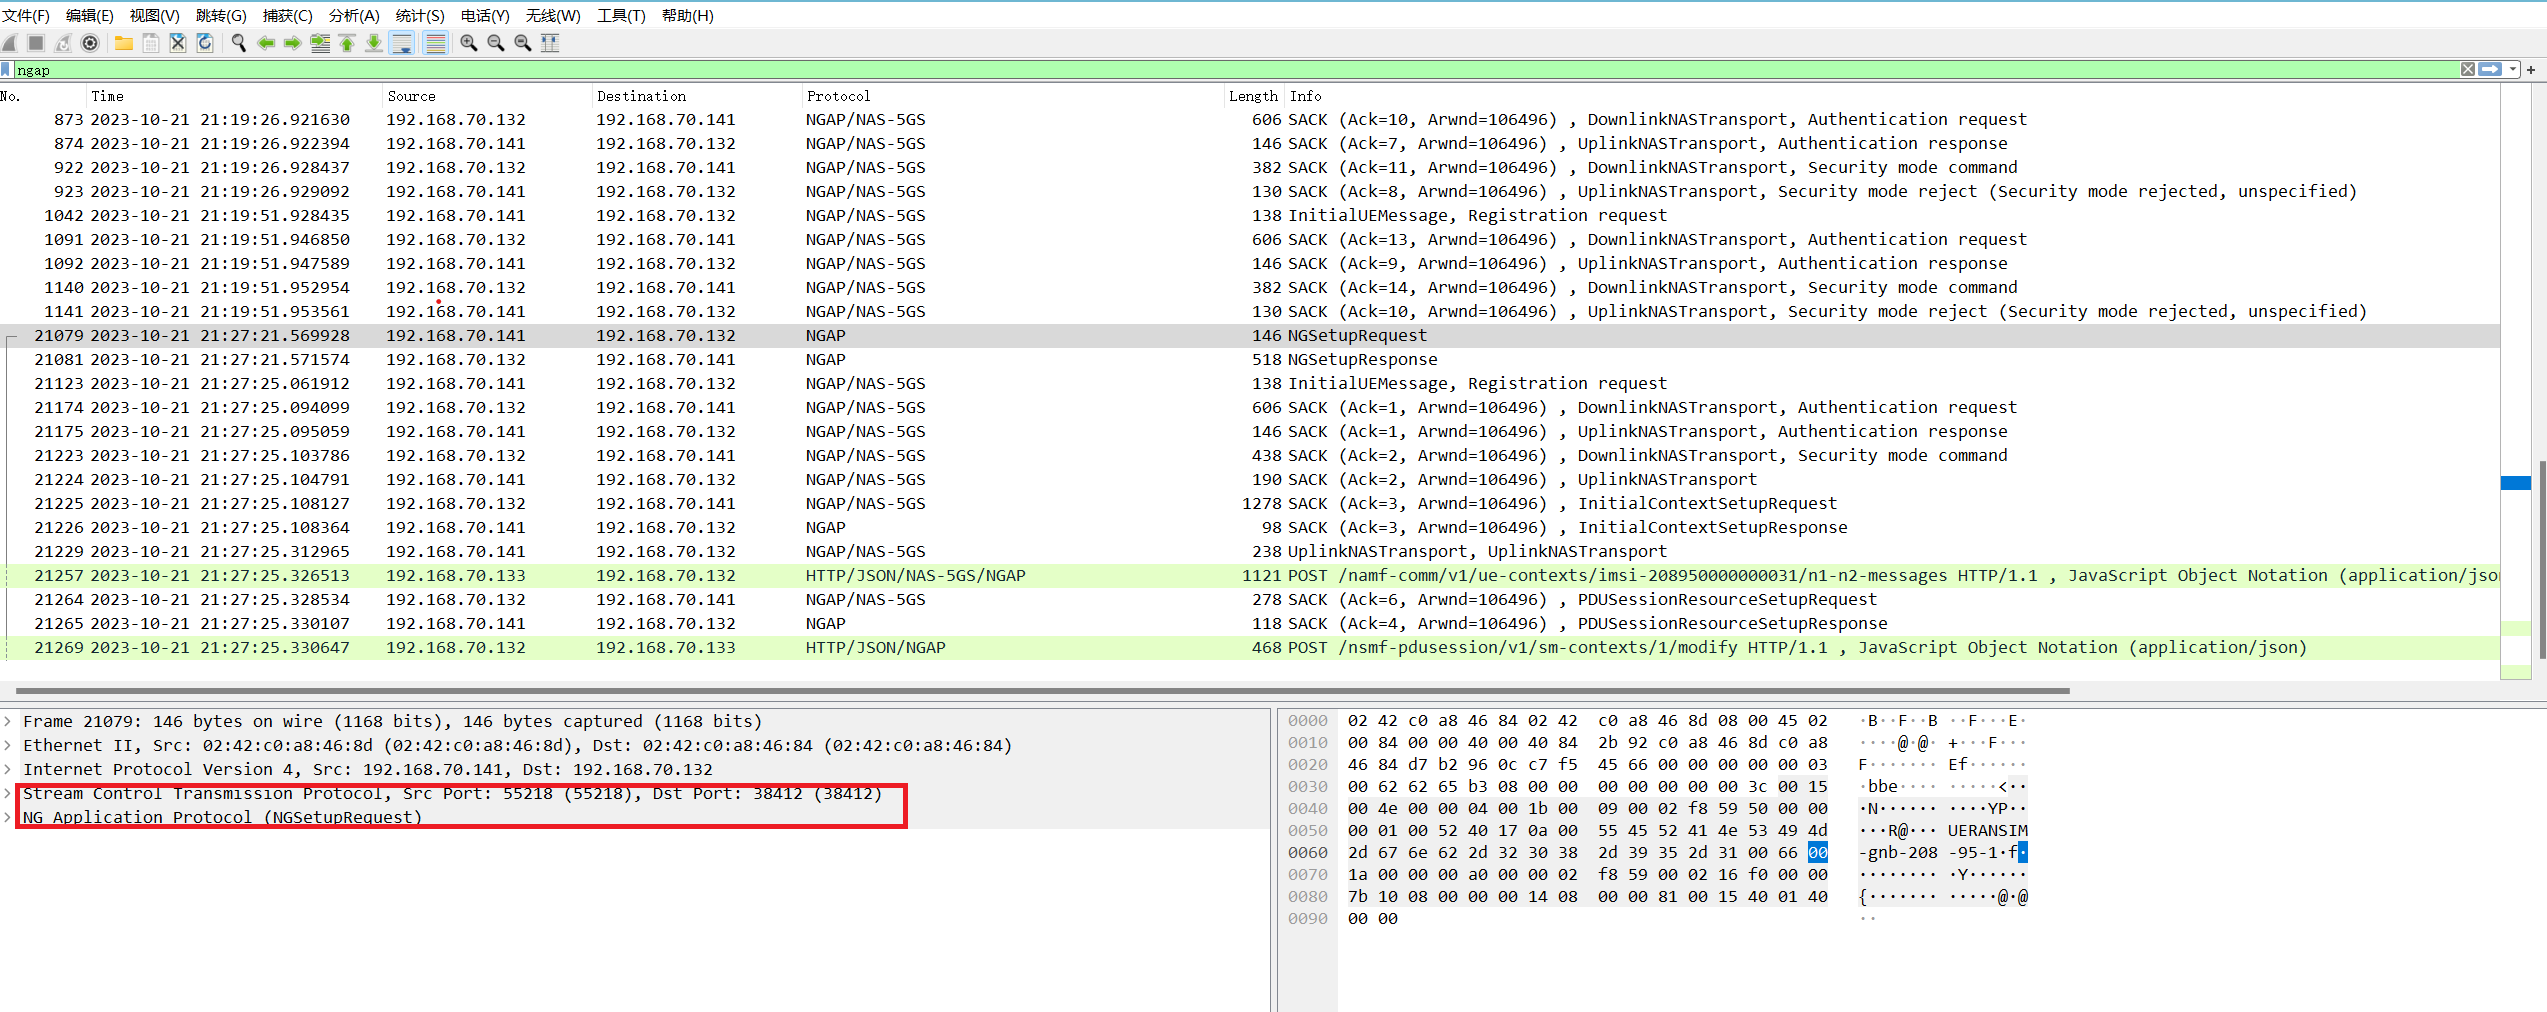 文件(F) 编辑(E) 视图(V) 跳转(G) 捕获(C) 分析(A) 统计(S) 电话(Y) 无线(W) 工具(T) 帮助(H)
ngap
No. Time Source Destination Protocol Length Info
873 2023-10-21 21:19:26.921630 192.168.70.132 192.168.70.141 NGAP/NAS-5GS 606 SACK (Ack=10, Arwnd=106496) , DownlinkNASTransport, Authentication request
874 2023-10-21 21:19:26.922394 192.168.70.141 192.168.70.132 NGAP/NAS-5GS 146 SACK (Ack=7, Arwnd=106496) , UplinkNASTransport, Authentication response
922 2023-10-21 21:19:26.928437 192.168.70.132 192.168.70.141 NGAP/NAS-5GS 382 SACK (Ack=11, Arwnd=106496) , DownlinkNASTransport, Security mode command
923 2023-10-21 21:19:26.929092 192.168.70.141 192.168.70.132 NGAP/NAS-5GS 130 SACK (Ack=8, Arwnd=106496) , UplinkNASTransport, Security mode reject (Security mode rejected, unspecified)
1042 2023-10-21 21:19:51.928435 192.168.70.141 192.168.70.132 NGAP/NAS-5GS 138 InitialUEMessage, Registration request
1091 2023-10-21 21:19:51.946850 192.168.70.132 192.168.70.141 NGAP/NAS-5GS 606 SACK (Ack=13, Arwnd=106496) , DownlinkNASTransport, Authentication request
1092 2023-10-21 21:19:51.947589 192.168.70.141 192.168.70.132 NGAP/NAS-5GS 146 SACK (Ack=9, Arwnd=106496) , UplinkNASTransport, Authentication response
1140 2023-10-21 21:19:51.952954 192.168.70.132 192.168.70.141 NGAP/NAS-5GS 382 SACK (Ack=14, Arwnd=106496) , DownlinkNASTransport, Security mode command
1141 2023-10-21 21:19:51.953561 192.168.70.141 192.168.70.132 NGAP/NAS-5GS 130 SACK (Ack=10, Arwnd=106496) , UplinkNASTransport, Security mode reject (Security mode rejected, unspecified)
21079 2023-10-21 21:27:21.569928 192.168.70.141 192.168.70.132 NGAP 146 NGSetupRequest
21081 2023-10-21 21:27:21.571574 192.168.70.132 192.168.70.141 NGAP 518 NGSetupResponse
21123 2023-10-21 21:27:25.061912 192.168.70.141 192.168.70.132 NGAP/NAS-5GS 138 InitialUEMessage, Registration request
21174 2023-10-21 21:27:25.094099 192.168.70.132 192.168.70.141 NGAP/NAS-5GS 606 SACK (Ack=1, Arwnd=106496) , DownlinkNASTransport, Authentication request
21175 2023-10-21 21:27:25.095059 192.168.70.141 192.168.70.132 NGAP/NAS-5GS 146 SACK (Ack=1, Arwnd=106496) , UplinkNASTransport, Authentication response
21223 2023-10-21 21:27:25.103786 192.168.70.132 192.168.70.141 NGAP/NAS-5GS 438 SACK (Ack=2, Arwnd=106496) , DownlinkNASTransport, Security mode command
21224 2023-10-21 21:27:25.104791 192.168.70.141 192.168.70.132 NGAP/NAS-5GS 190 SACK (Ack=2, Arwnd=106496) , UplinkNASTransport
21225 2023-10-21 21:27:25.108127 192.168.70.132 192.168.70.141 NGAP/NAS-5GS 1278 SACK (Ack=3, Arwnd=106496) , InitialContextSetupRequest
21226 2023-10-21 21:27:25.108364 192.168.70.141 192.168.70.132 NGAP 98 SACK (Ack=3, Arwnd=106496) , InitialContextSetupResponse
21229 2023-10-21 21:27:25.312965 192.168.70.141 192.168.70.132 NGAP/NAS-5GS 238 UplinkNASTransport, UplinkNASTransport
21257 2023-10-21 21:27:25.326513 192.168.70.133 192.168.70.132 HTTP/JSON/NAS-5GS/NGAP 1121 POST /namf-comm/v1/ue-contexts/imsi-208950000000031/n1-n2-messages HTTP/1.1 , JavaScript Object Notation (application/jso
21264 2023-10-21 21:27:25.328534 192.168.70.132 192.168.70.141 NGAP/NAS-5GS 278 SACK (Ack=6, Arwnd=106496) , PDUSessionResourceSetupRequest
21265 2023-10-21 21:27:25.330107 192.168.70.141 192.168.70.132 NGAP 118 SACK (Ack=4, Arwnd=106496) , PDUSessionResourceSetupResponse
21269 2023-10-21 21:27:25.330647 192.168.70.132 192.168.70.133 HTTP/JSON/NGAP 468 POST /nsmf-pdusession/v1/sm-contexts/1/modify HTTP/1.1 , JavaScript Object Notation (application/json)
Frame 21079: 146 bytes on wire (1168 bits), 146 bytes captured (1168 bits)
Ethernet II, Src: 02:42:c0:a8:46:8d (02:42:c0:a8:46:8d), Dst: 02:42:c0:a8:46:84 (02:42:c0:a8:46:84)
Internet Protocol Version 4, Src: 192.168.70.141, Dst: 192.168.70.132
Stream Control Transmission Protocol, Src Port: 55218 (55218), Dst Port: 38412 (38412)
NG Application Protocol (NGSetupRequest)
0000 02 42 c0 a8 46 84 02 42 c0 a8 46 8d 08 00 45 02 ·B··F··B ··F···E·
0010 00 84 00 00 40 00 40 84 2b 92 c0 a8 46 8d c0 a8 ····@·@· +···F···
0020 46 84 d7 b2 96 0c c7 f5 45 66 00 00 00 00 00 03 F······· Ef······
0030 00 62 62 65 b3 08 00 00 00 00 00 00 00 3c 00 15 ·bbe···· ·····<··
0040 00 4e 00 00 04 00 1b 00 09 00 02 f8 59 50 00 00 ·N······ ····YP··
0050 00 01 00 52 40 17 0a 00 55 45 52 41 4e 53 49 4d ···R@··· UERANSIM
0060 2d 67 6e 62 2d 32 30 38 2d 39 35 2d 31 00 66 00 -gnb-208 -95-1·f·
0070 1a 00 00 00 a0 00 00 02 f8 59 00 02 16 f0 00 00 ········ ·Y······
0080 7b 10 08 00 00 00 14 08 00 00 81 00 15 40 01 40 {······· ·····@·@
0090 00 00 ··